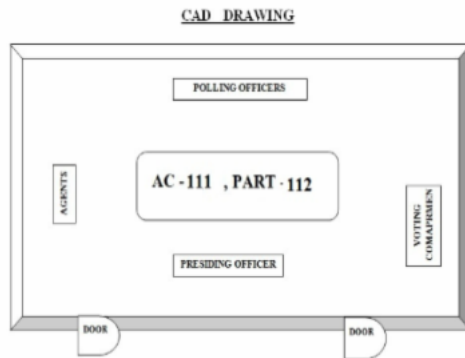 CAD DRAWING
POLLING OFFICERS
AGENTS
AC -111 , PART - 112
VOTING
COMAPRMEN
PRESIDING OFFICER
DOOR
DOOR